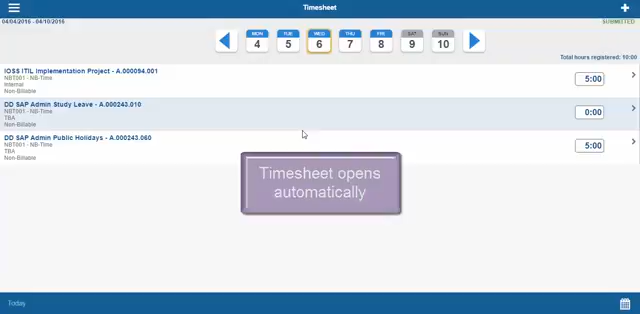 Timesheet
04/04/2016 - 04/10/2016
SUBMITTED
MON TUE WED THU FRI SAT SUN
4 5 6 7 8 9 10
Total hours registered: 10:00
IOSS ITIL Implementation Project - A.000094.001
NBT001 - NB-Time
Internal
Non-Billable
5:00
DD SAP Admin Study Leave - A.000243.010
NBT001 - NB-Time
TBA
Non-Billable
0:00
DD SAP Admin Public Holidays - A.000243.060
NBT001 - NB-Time
TBA
Non-Billable
5:00
Timesheet opens
automatically
Today